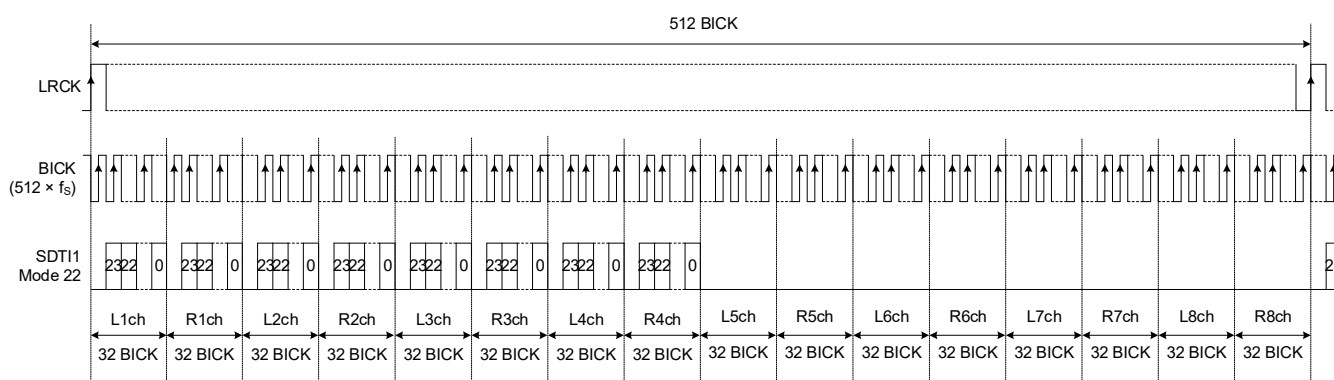 512 BICK
LRCK
BICK
(512 × fs)
SDTI1
Mode 22
23 22 0 23 22 0 23 22 0 23 22 0 23 22 0 23 22 0 23 22 0 23 22 0 2
L1ch R1ch L2ch R2ch L3ch R3ch L4ch R4ch L5ch R5ch L6ch R6ch L7ch R7ch L8ch R8ch
32 BICK 32 BICK 32 BICK 32 BICK 32 BICK 32 BICK 32 BICK 32 BICK 32 BICK 32 BICK 32 BICK 32 BICK 32 BICK 32 BICK 32 BICK 32 BICK